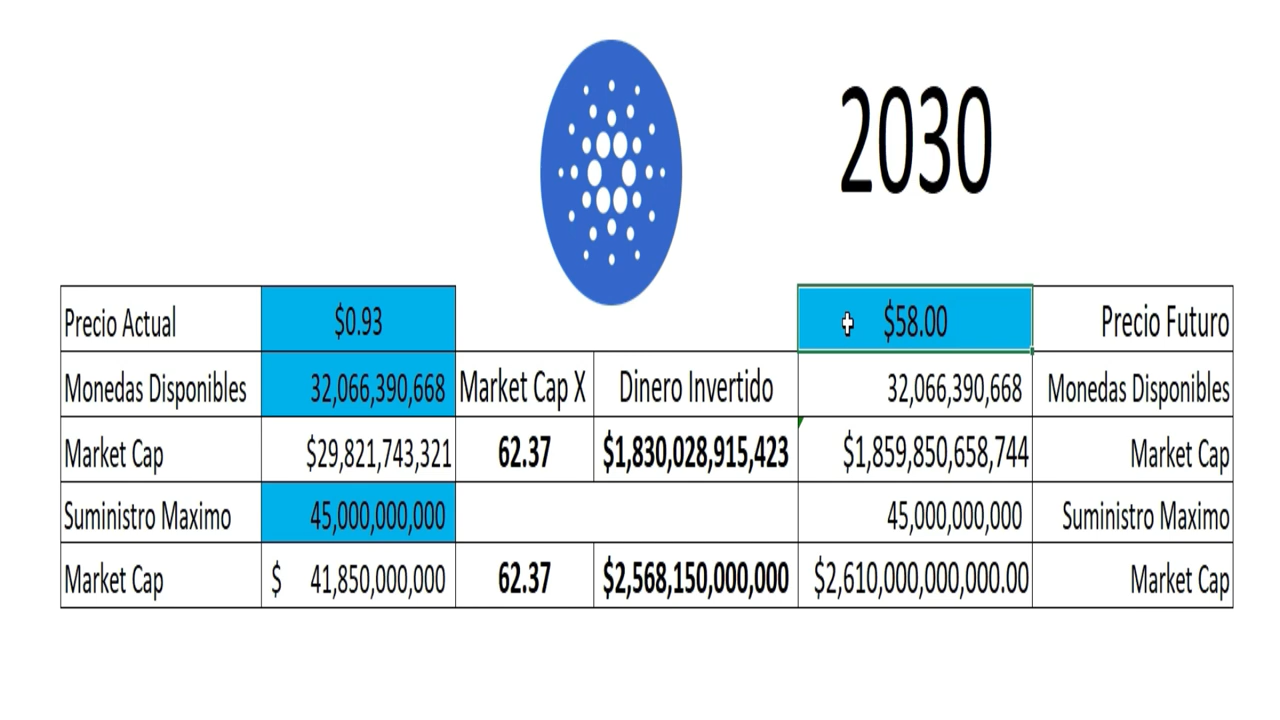 2030
Precio Actual $0.93 $58.00 Precio Futuro
Monedas Disponibles 32,066,390,668 Market Cap X Dinero Invertido 32,066,390,668 Monedas Disponibles
Market Cap $29,821,743,321 62.37 $1,830,028,915,423 $1,859,850,658,744 Market Cap
Suministro Maximo 45,000,000,000 45,000,000,000 Suministro Maximo
Market Cap $ 41,850,000,000 62.37 $2,568,150,000,000 $2,610,000,000,000.00 Market Cap